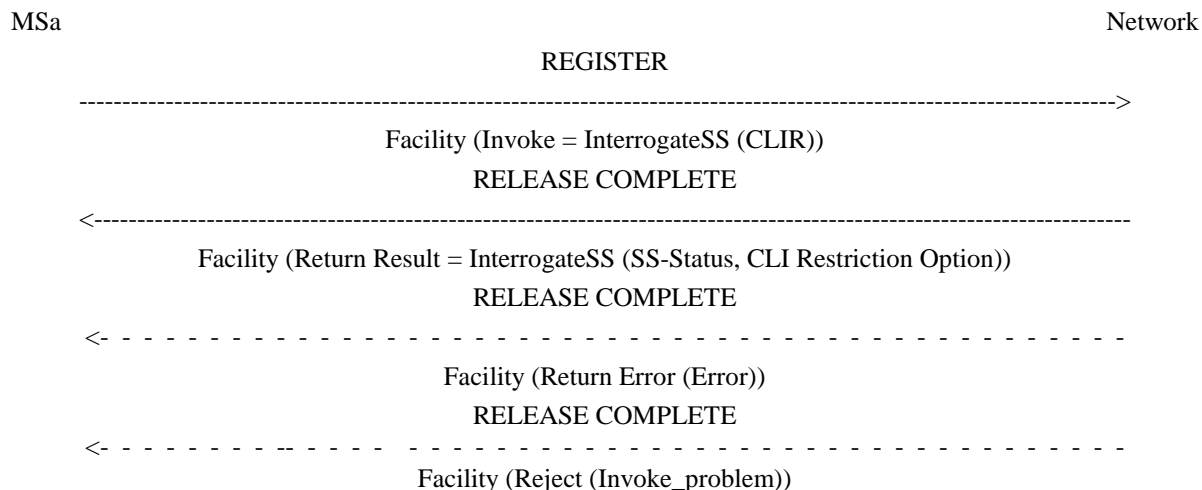 MSa Network
REGISTER
------------------------------------------------------------------------------------------------------------------------>
Facility (Invoke = InterrogateSS (CLIR))
RELEASE COMPLETE
<------------------------------------------------------------------------------------------------------------------------
Facility (Return Result = InterrogateSS (SS-Status, CLI Restriction Option))
RELEASE COMPLETE
<- - - - - - - - - - - - - - - - - - - - - - - - - - - - - - - - - - - - - - - - - - - - - - - -
Facility (Return Error (Error))
RELEASE COMPLETE
<- - - - - - - - -- - - - - - - - - - - - - - - - - - - - - - - - - - - - - - - - - - - - - - -
Facility (Reject (Invoke_problem))